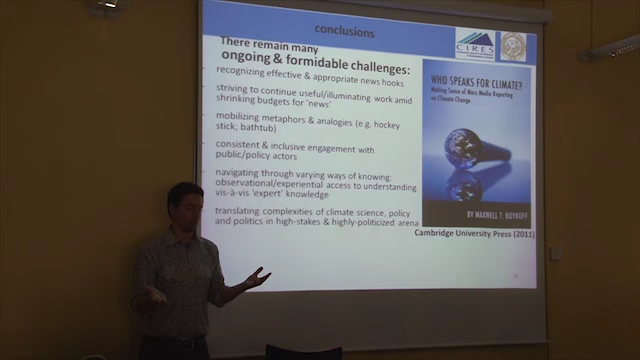 conclusions
CIRES
There remain many
ongoing & formidable challenges:
recognizing effective & appropriate news hooks
striving to continue useful/illuminating work amid
shrinking budgets for ‘news’
mobilizing metaphors & analogies (e.g. hockey
stick, bathtub)
consistent & inclusive engagement with
public/policy actors
navigating through varying ways of knowing:
observational/experiential access to understanding
vis-à-vis ‘expert’ knowledge
translating complexities of climate science, policy
and politics in high-stakes & highly-politicized arena
WHO SPEAKS FOR CLIMATE?
Making Sense of Mass Media Reporting
on Climate Change
BY MAXWELL T. BOYKOFF
Cambridge University Press (2011)